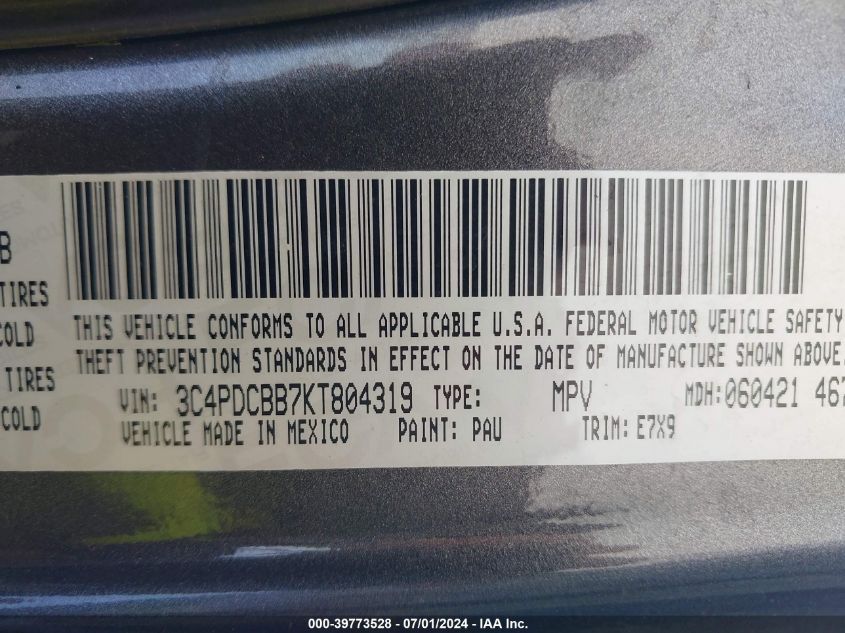 B
TIRES
COLD
TIRES
COLD
THIS VEHICLE CONFORMS TO ALL APPLICABLE U.S.A. FEDERAL MOTOR VEHICLE SAFETY
THEFT PREVENTION STANDARDS IN EFFECT ON THE DATE OF MANUFACTURE SHOWN ABOVE.
VIN: 3C4PDCBB7KT804319 TYPE: MPV MDH:060421 467
VEHICLE MADE IN MEXICO PAINT: PAU TRIM: E7X9
000-39773528 - 07/01/2024 - IAA Inc.